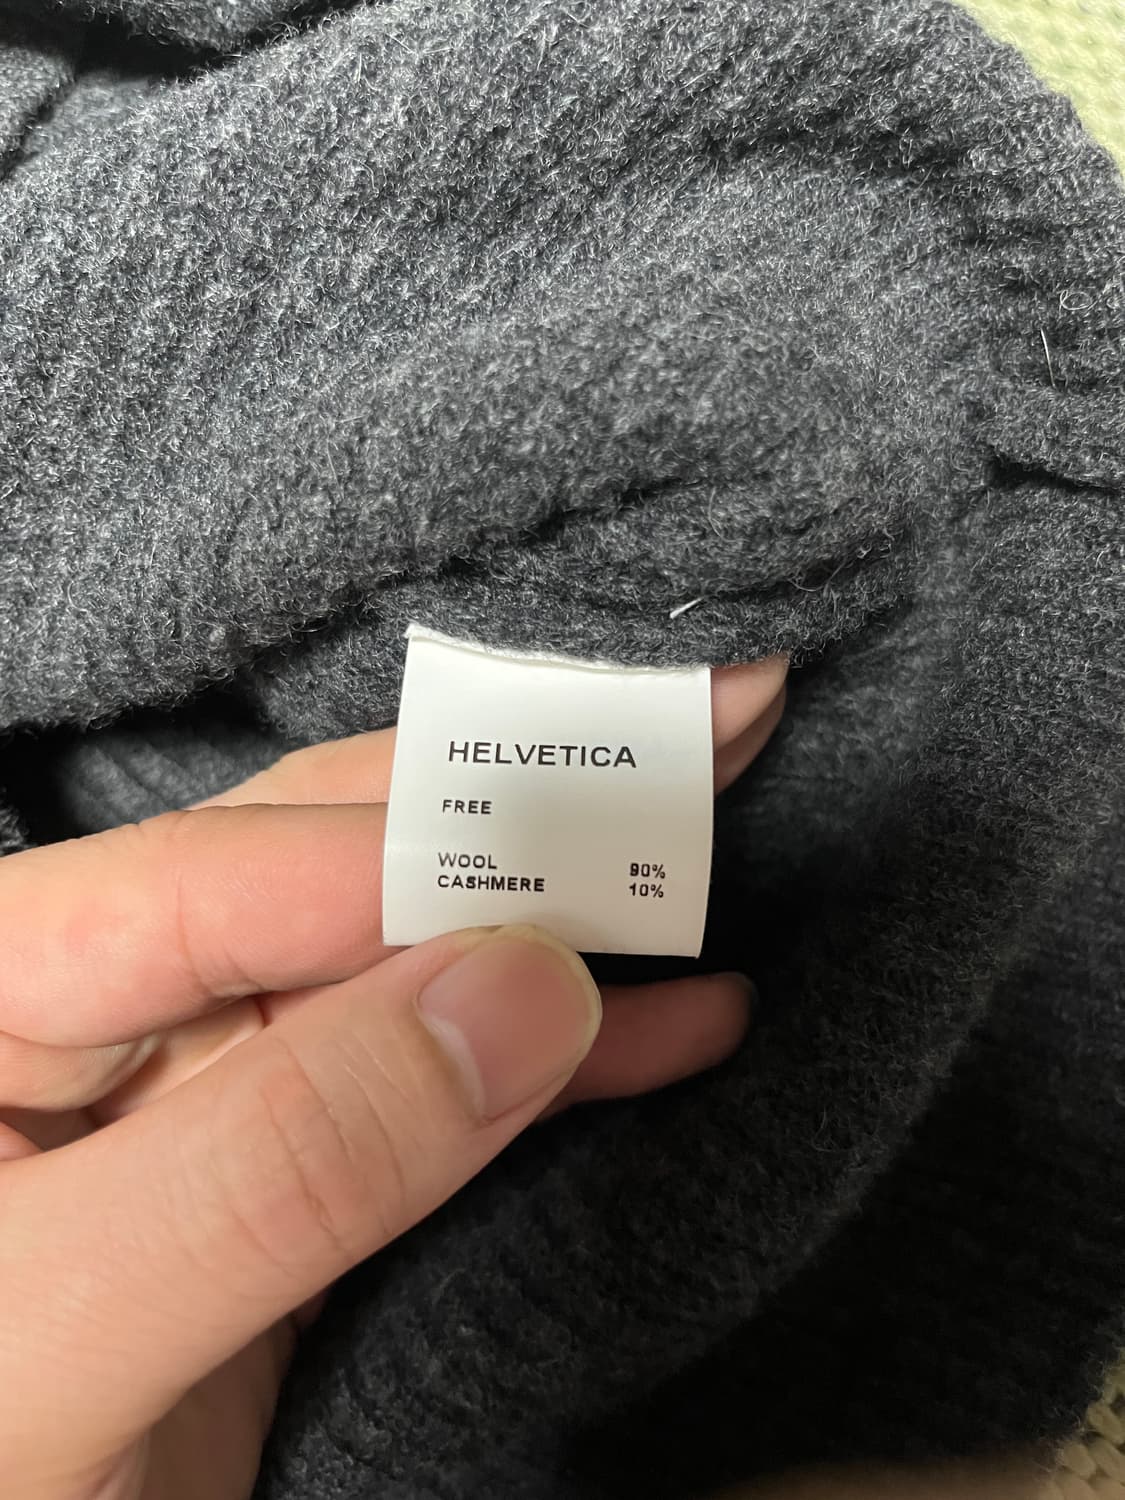 HELVETICA
FREE
WOOL 90%
CASHMERE 10%